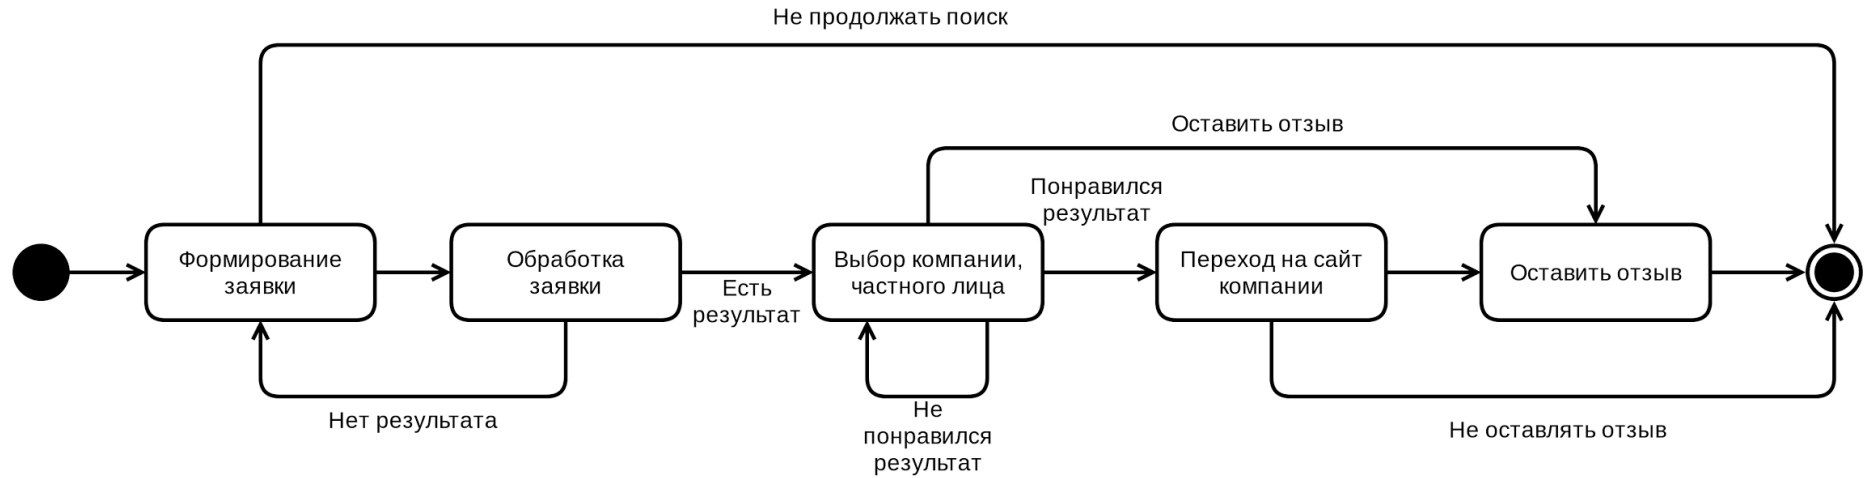 Не продолжать поиск
Оставить отзыв
Понравился
результат
Формирование
заявки
Обработка
заявки
Есть
результат
Выбор компании,
частного лица
Переход на сайт
компании
Оставить отзыв
Нет результата
Не
понравился
результат
Не оставлять отзыв